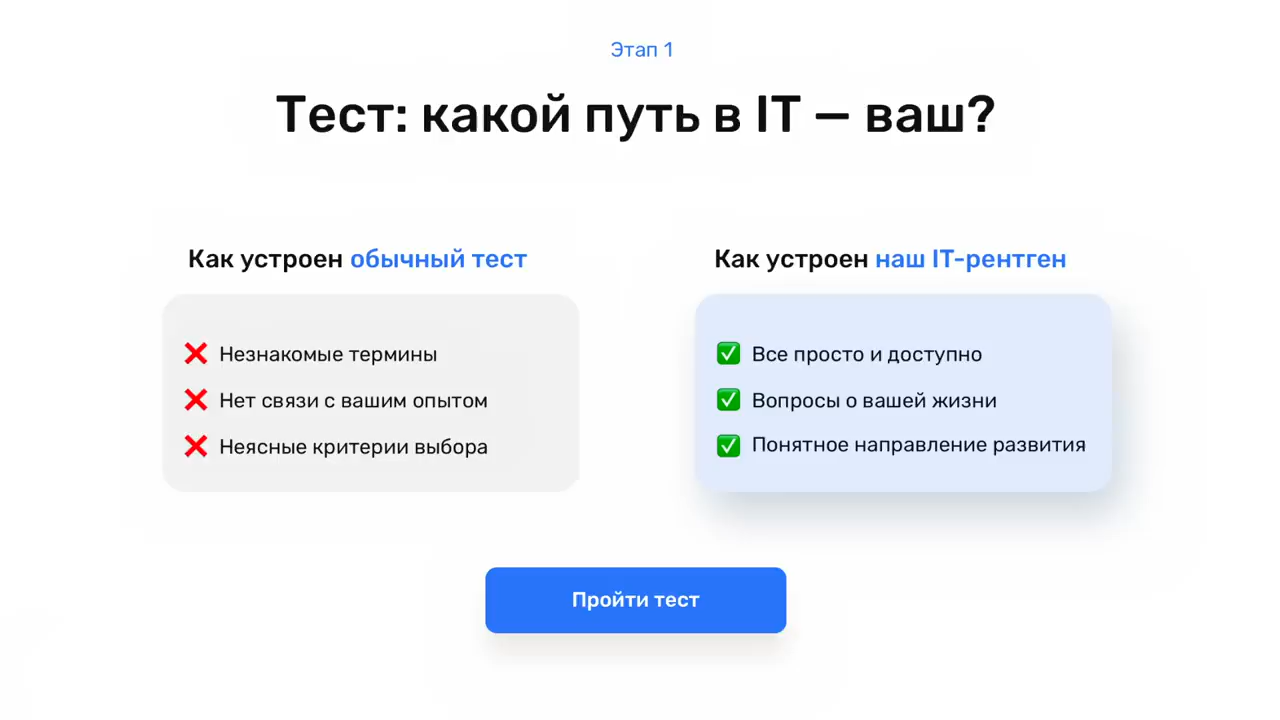 Этап 1
Тест: какой путь в IT — ваш?
Как устроен обычный тест
❌ Незнакомые термины
❌ Нет связи с вашим опытом
❌ Неясные критерии выбора
Как устроен наш IT-рентген
✅ Все просто и доступно
✅ Вопросы о вашей жизни
✅ Понятное направление развития
Пройти тест